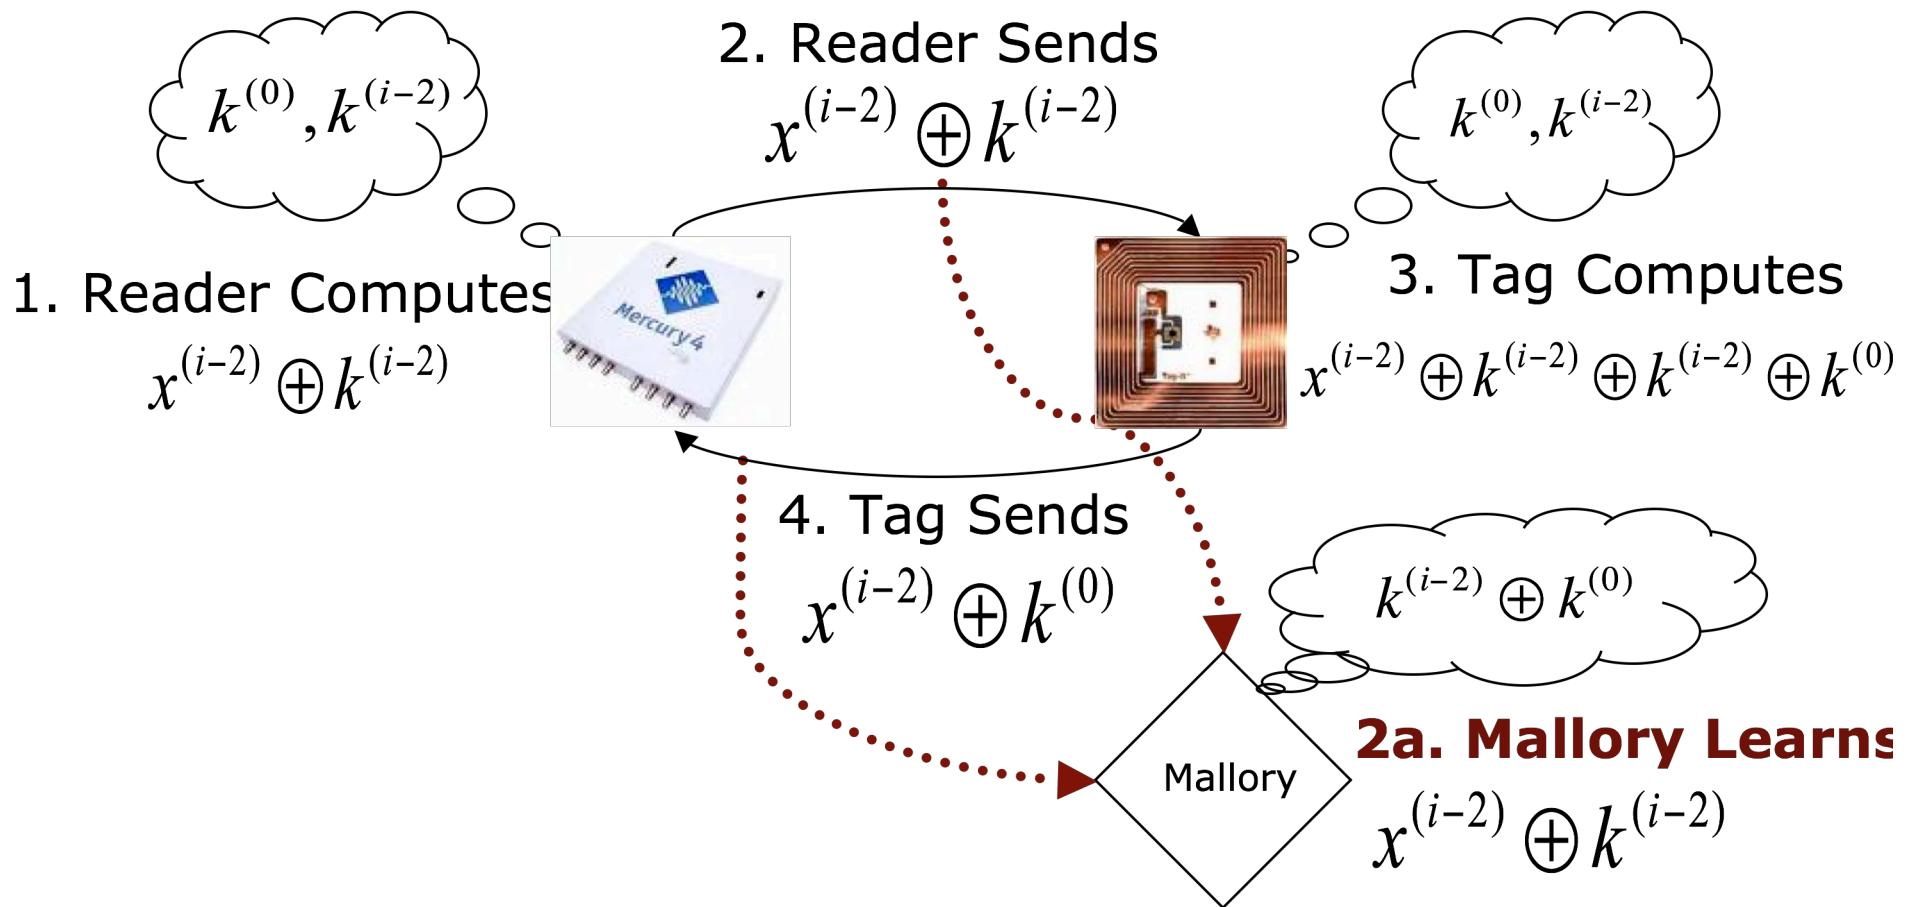 k^(0), k^(i−2)
2. Reader Sends
x^(i−2) ⊕ k^(i−2)
k^(0), k^(i−2)
1. Reader Computes
x^(i−2) ⊕ k^(i−2)
Mercury4
3. Tag Computes
x^(i−2) ⊕ k^(i−2) ⊕ k^(i−2) ⊕ k^(0)
4. Tag Sends
x^(i−2) ⊕ k^(0)
k^(i−2) ⊕ k^(0)
Mallory
2a. Mallory Learns
x^(i−2) ⊕ k^(i−2)